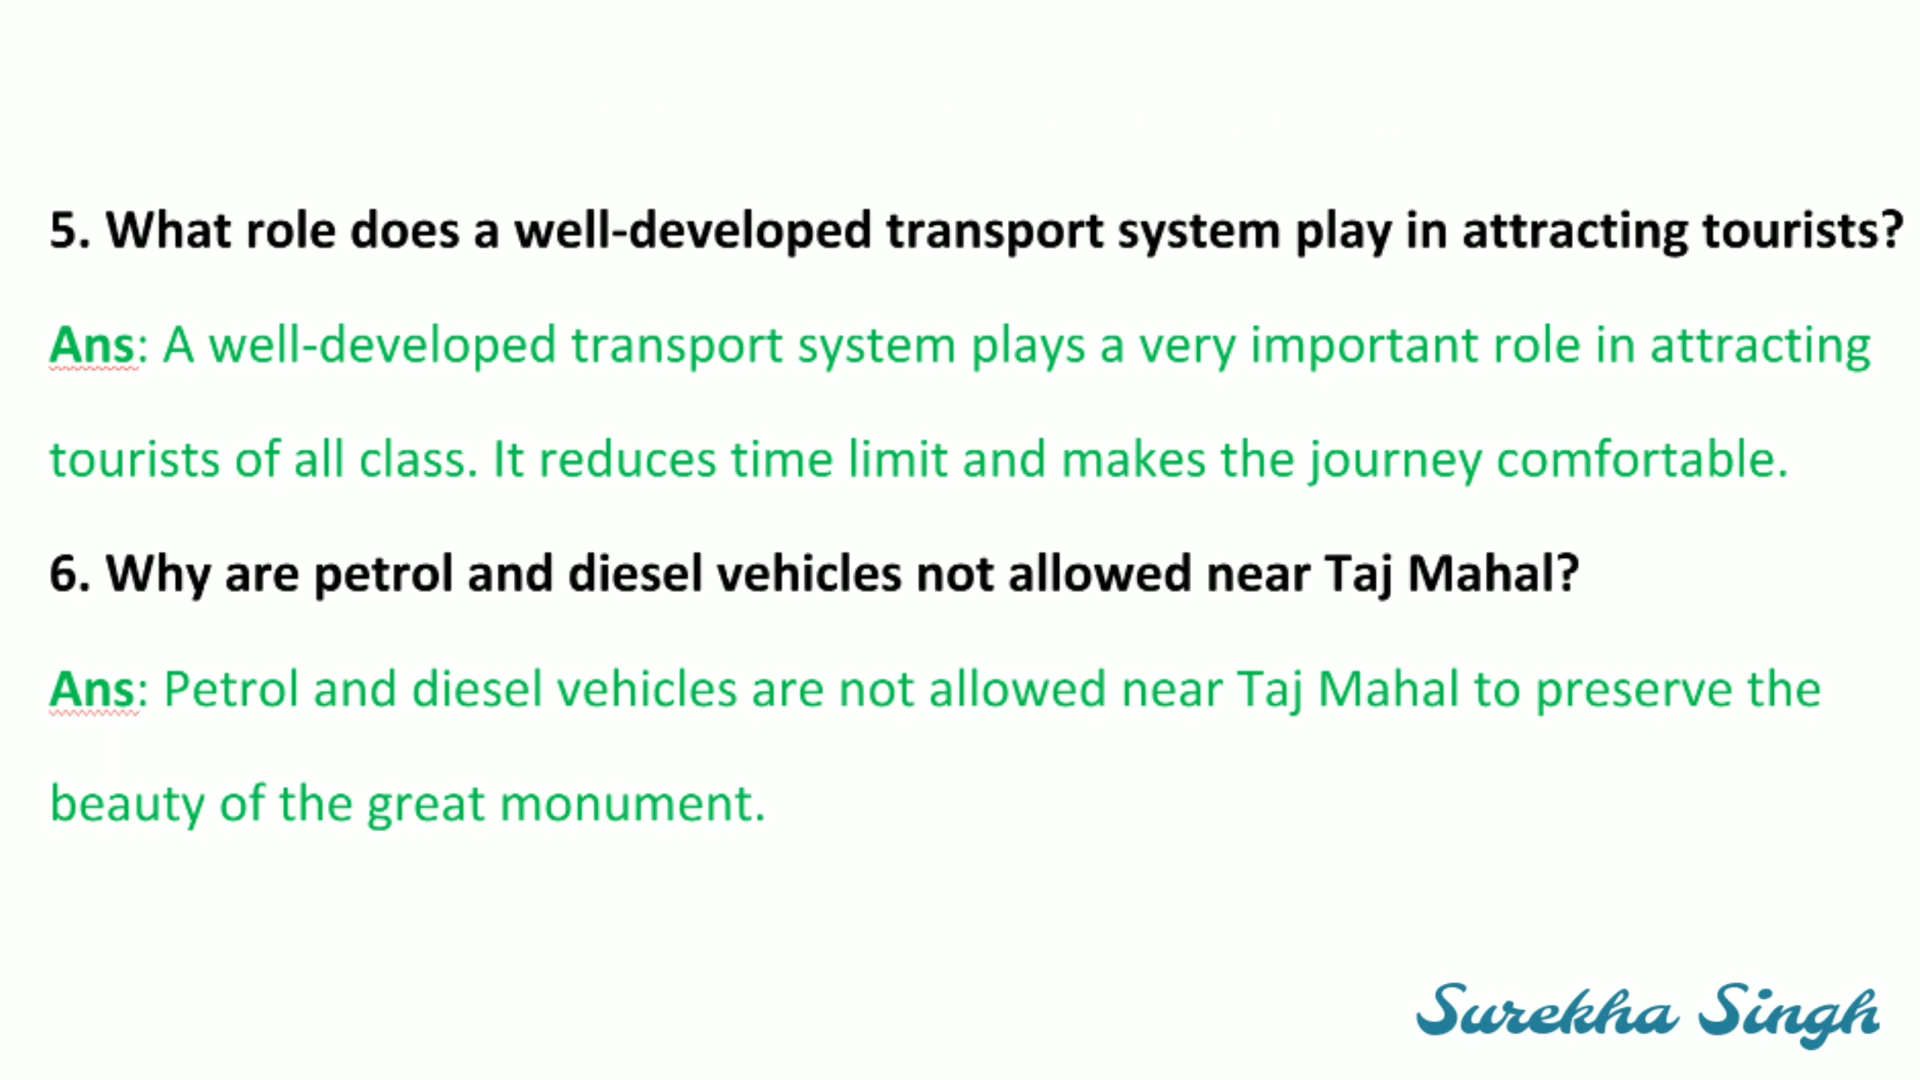 5. What role does a well-developed transport system play in attracting tourists?
Ans: A well-developed transport system plays a very important role in attracting
tourists of all class. It reduces time limit and makes the journey comfortable.
6. Why are petrol and diesel vehicles not allowed near Taj Mahal?
Ans: Petrol and diesel vehicles are not allowed near Taj Mahal to preserve the
beauty of the great monument.
Surekha Singh